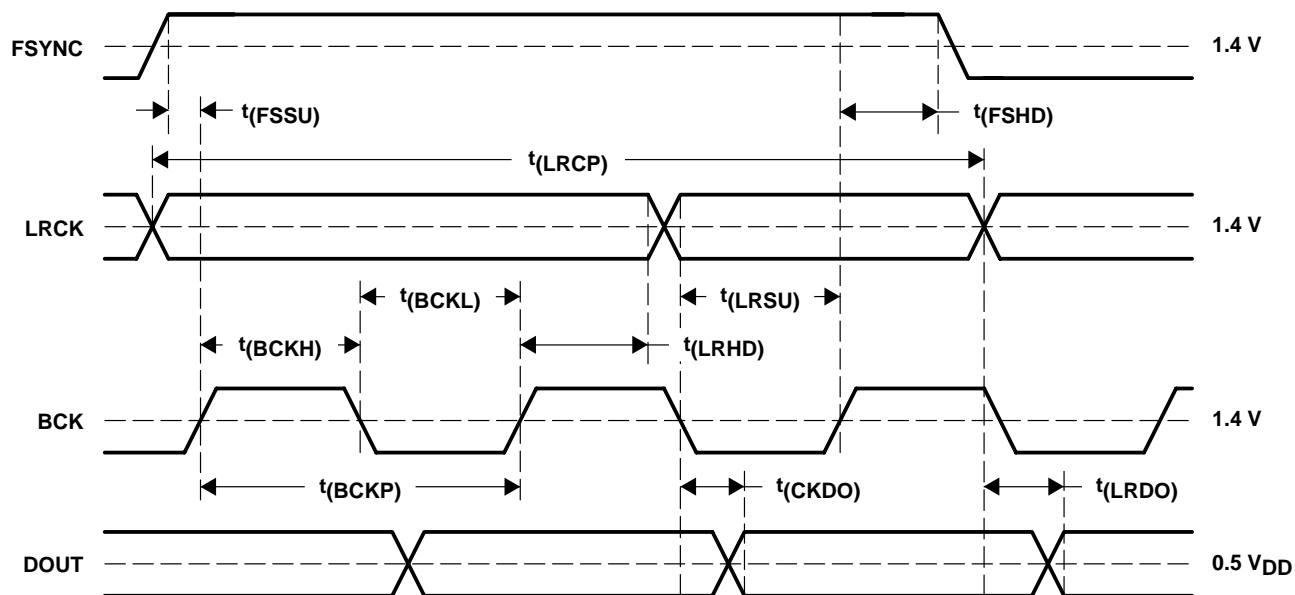 FSYNC
1.4 V
t(FSSU)
t(FSHD)
t(LRCP)
LRCK
1.4 V
t(BCKL)
t(LRSU)
t(BCKH)
t(LRHD)
BCK
1.4 V
t(BCKP)
t(CKDO)
t(LRDO)
DOUT
0.5 VDD